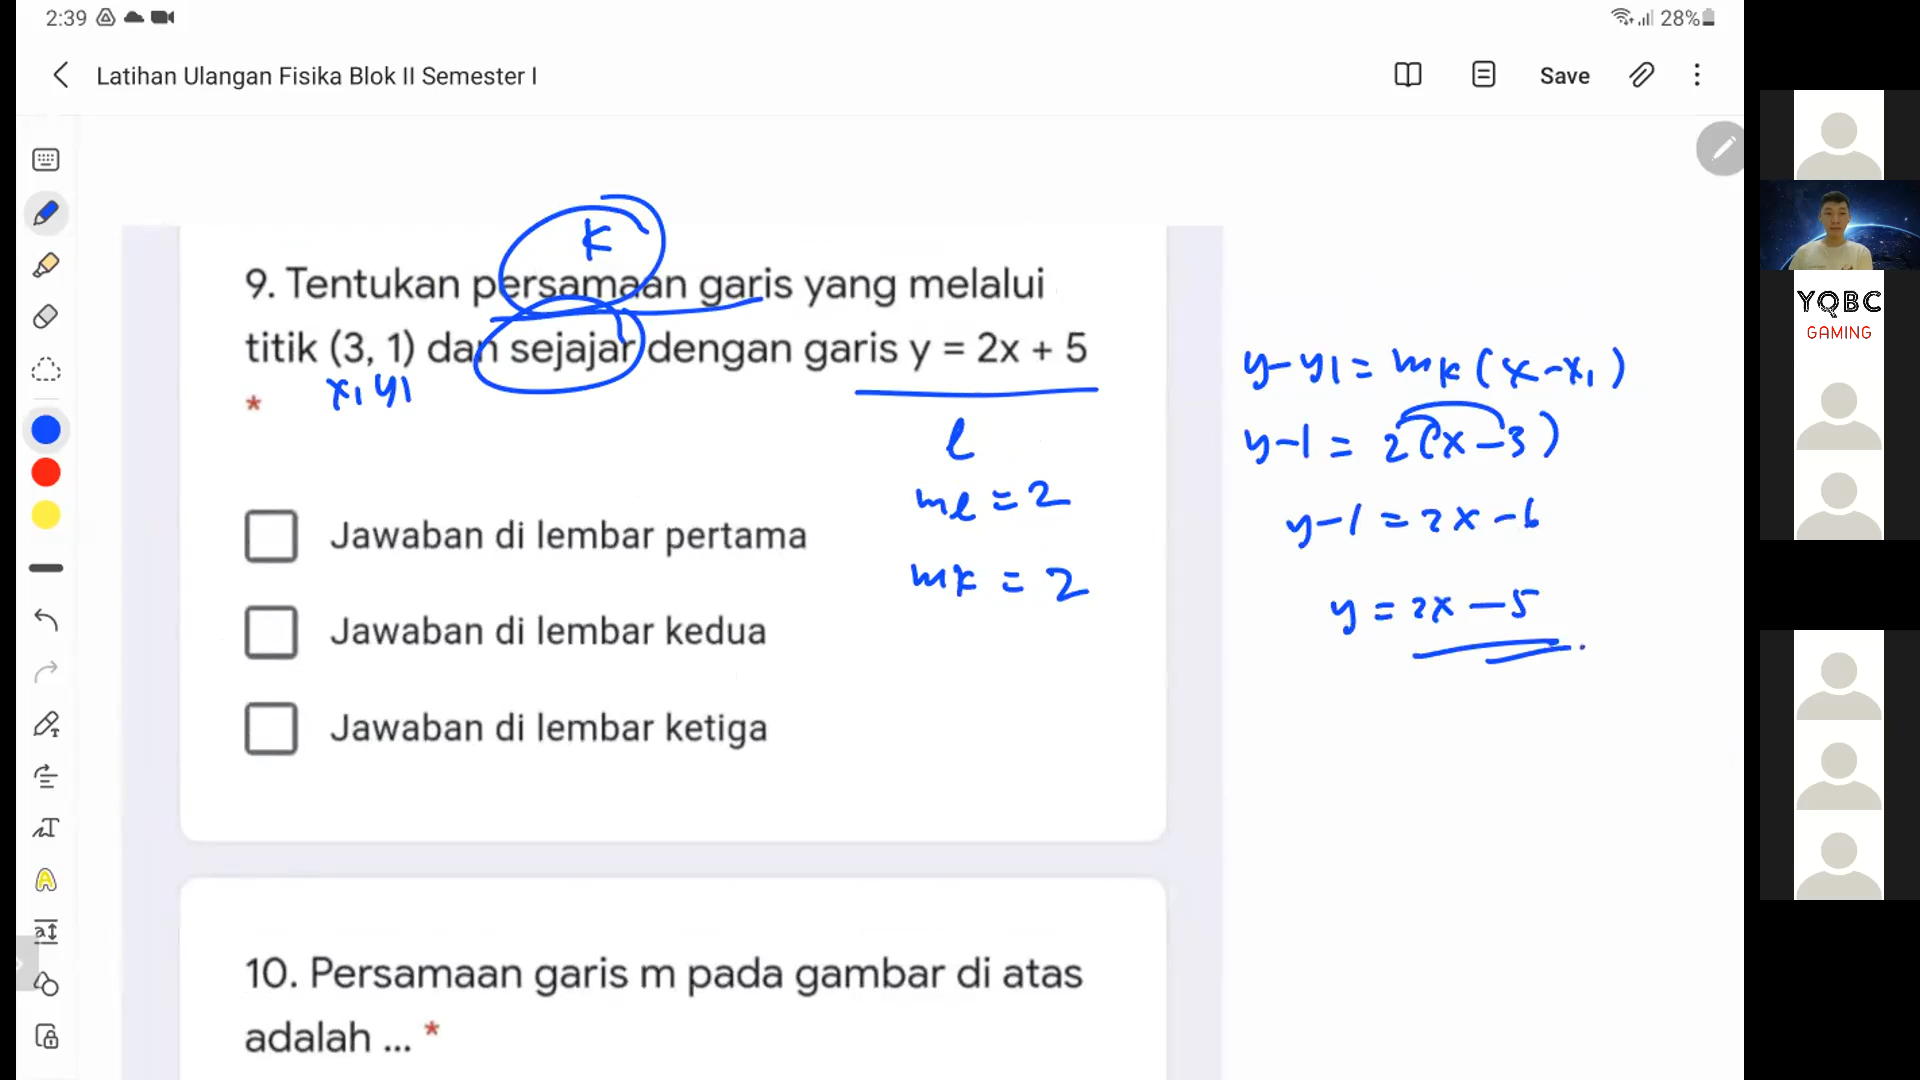 2:39
28%
Latihan Ulangan Fisika Blok II Semester I
Save
k
9. Tentukan persamaan garis yang melalui
titik (3, 1) dan sejajar dengan garis y = 2x + 5
*
x₁ y₁
l
mℓ = 2
mk = 2
Jawaban di lembar pertama
Jawaban di lembar kedua
Jawaban di lembar ketiga
y - y₁ = mk (x - x₁)
y - 1 = 2 (x - 3)
y - 1 = 2x - 6
y = 2x - 5
10. Persamaan garis m pada gambar di atas
adalah ... *
YQBC
GAMING